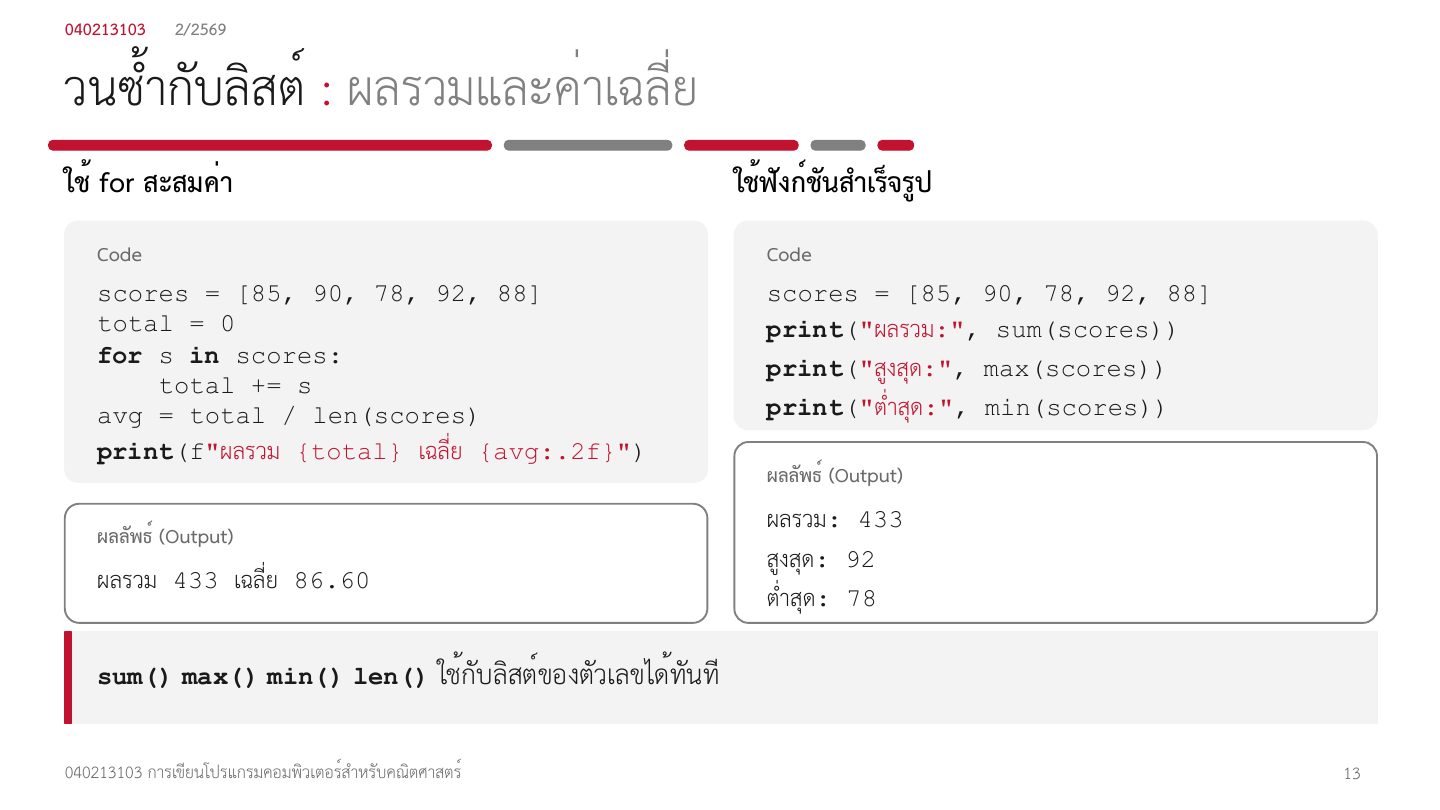 040213103 2/2569
วนซ้ำกับลิสต์ : ผลรวมและค่าเฉลี่ย
ใช้ for สะสมค่า
Code
scores = [85, 90, 78, 92, 88]
total = 0
for s in scores:
    total += s
avg = total / len(scores)
print(f"ผลรวม {total} เฉลี่ย {avg:.2f}")
ผลลัพธ์ (Output)
ผลรวม 433 เฉลี่ย 86.60
ใช้ฟังก์ชันสำเร็จรูป
Code
scores = [85, 90, 78, 92, 88]
print("ผลรวม:", sum(scores))
print("สูงสุด:", max(scores))
print("ต่ำสุด:", min(scores))
ผลลัพธ์ (Output)
ผลรวม: 433
สูงสุด: 92
ต่ำสุด: 78
sum() max() min() len() ใช้กับลิสต์ของตัวเลขได้ทันที
040213103 การเขียนโปรแกรมคอมพิวเตอร์สำหรับคณิตศาสตร์
13